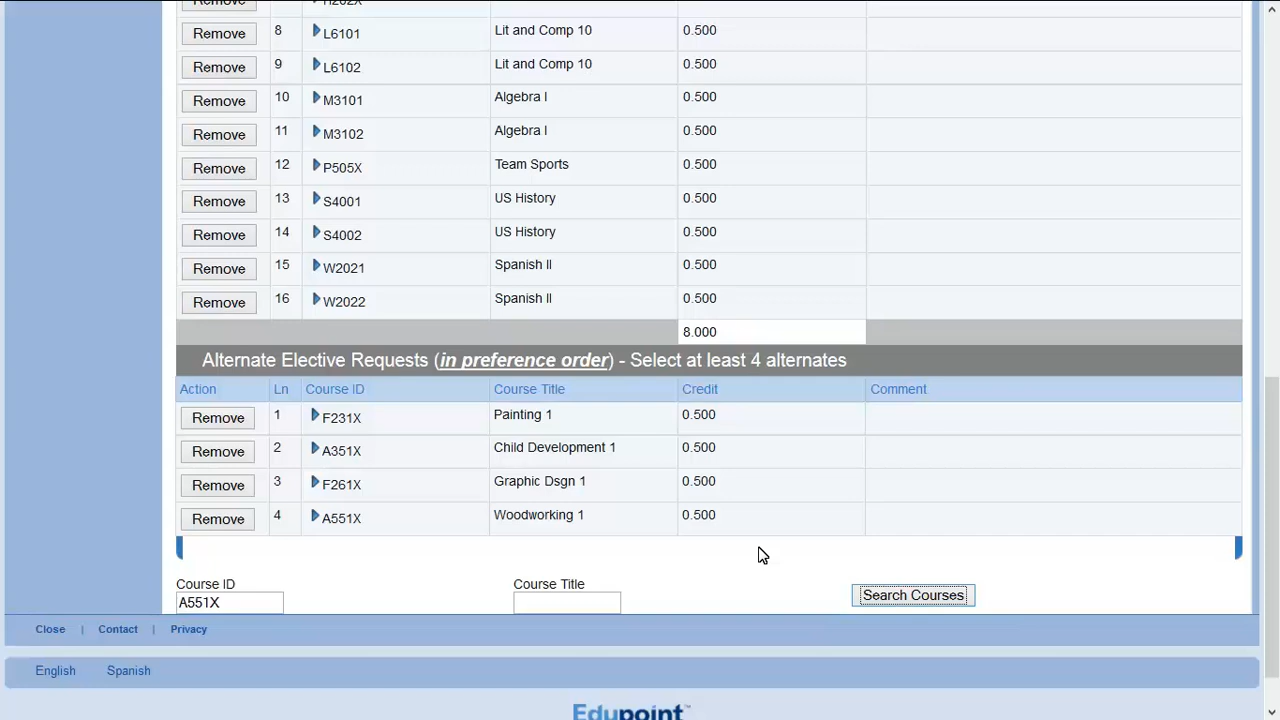 Remove
Remove 8 L6101 Lit and Comp 10 0.500
Remove 9 L6102 Lit and Comp 10 0.500
Remove 10 M3101 Algebra I 0.500
Remove 11 M3102 Algebra I 0.500
Remove 12 P505X Team Sports 0.500
Remove 13 S4001 US History 0.500
Remove 14 S4002 US History 0.500
Remove 15 W2021 Spanish II 0.500
Remove 16 W2022 Spanish II 0.500
8.000
Alternate Elective Requests (in preference order) - Select at least 4 alternates
Action Ln Course ID Course Title Credit Comment
Remove 1 F231X Painting 1 0.500
Remove 2 A351X Child Development 1 0.500
Remove 3 F261X Graphic Dsgn 1 0.500
Remove 4 A551X Woodworking 1 0.500
Course ID Course Title
A551X Search Courses
Close | Contact | Privacy
English Spanish
Edupoint™